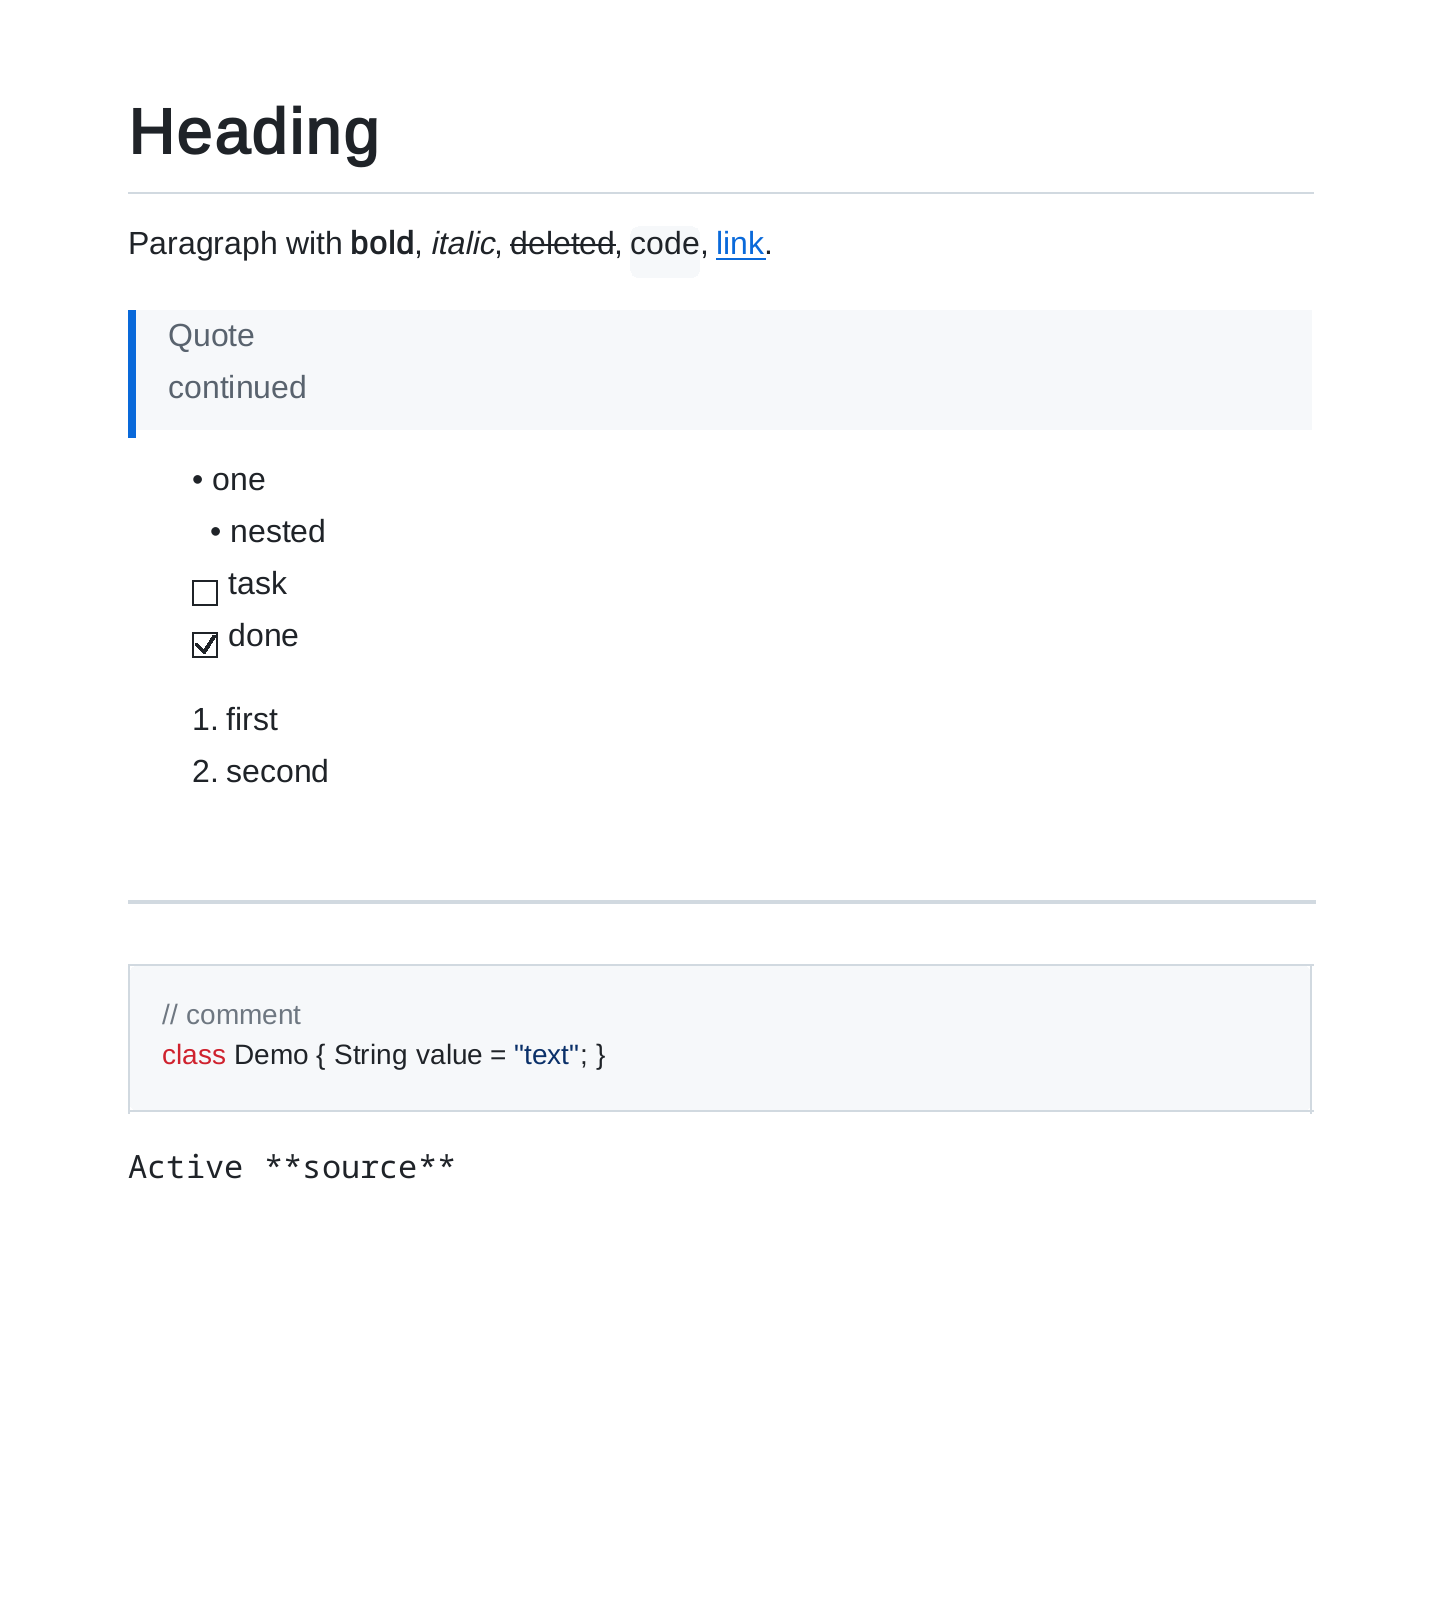 Heading
Paragraph with bold, italic, deleted, code, link.
Quote
continued
• one
• nested
task
done
1. first
2. second
// comment
class Demo { String value = "text"; }
Active **source**